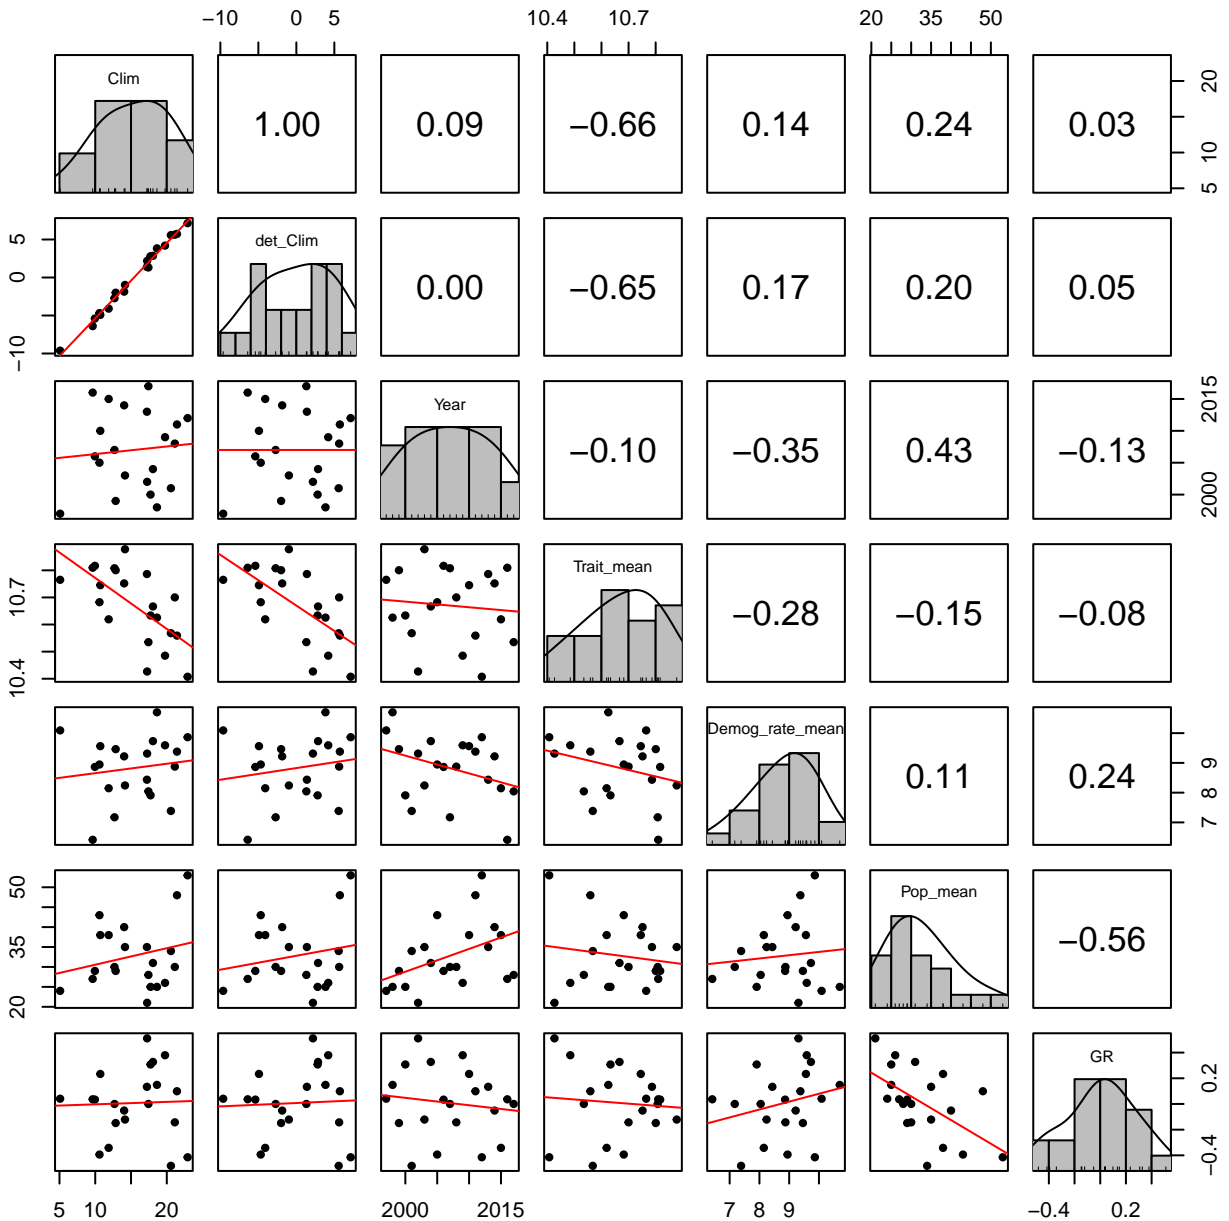 −10 0 5 10.4 10.7 20 35 50
Clim 1.00 0.09 −0.66 0.14 0.24 0.03 5 10 20
−10 0 5 det_Clim 0.00 −0.65 0.17 0.20 0.05
Year −0.10 −0.35 0.43 −0.13 2000 2015
10.4 10.7 Trait_mean −0.28 −0.15 −0.08
Demog_rate_mean 0.11 0.24 7 8 9
20 35 50 Pop_mean −0.56
GR −0.4 0.2
5 10 20 2000 2015 7 8 9 −0.4 0.2